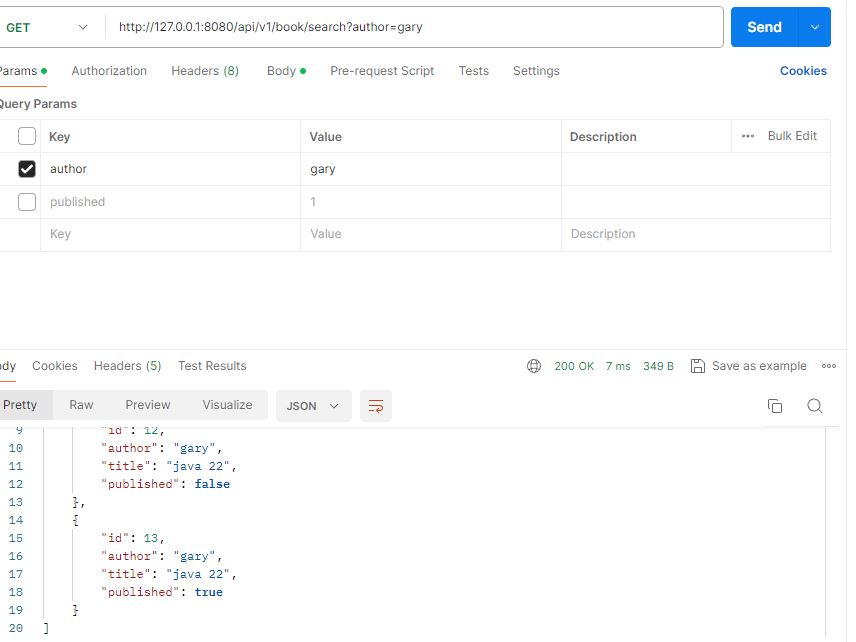 GET http://127.0.0.1:8080/api/v1/book/search?author=gary Send
Params Authorization Headers (8) Body Pre-request Script Tests Settings Cookies
Query Params
Key Value Description Bulk Edit
author gary
published 1
Key Value Description
ody Cookies Headers (5) Test Results 200 OK 7 ms 349 B Save as example
Pretty Raw Preview Visualize JSON
9 "id": 12,
10 "author": "gary",
11 "title": "java 22",
12 "published": false
13 },
14 {
15 "id": 13,
16 "author": "gary",
17 "title": "java 22",
18 "published": true
19 }
20 ]